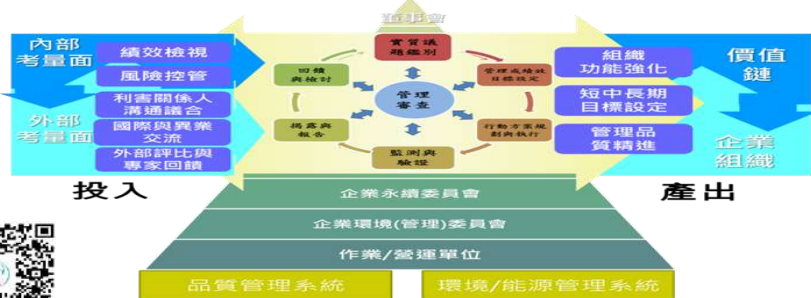 董事會
內部
考量面
績效檢視
風險控管
利害關係人
溝通議合
外部
考量面
國際與異業
交流
外部評比與
專家回饋
投入
實質議
題鑑別
管理或績效
目標設定
行動方案規
劃與執行
監測與
驗證
揭露與
報告
回饋
與檢討
管理
審查
組織
功能強化
短中長期
目標設定
管理品
質精進
價值
鏈
企業
組織
產出
企業永續委員會
企業環境(管理)委員會
作業/營運單位
品質管理系統
環境/能源管理系統